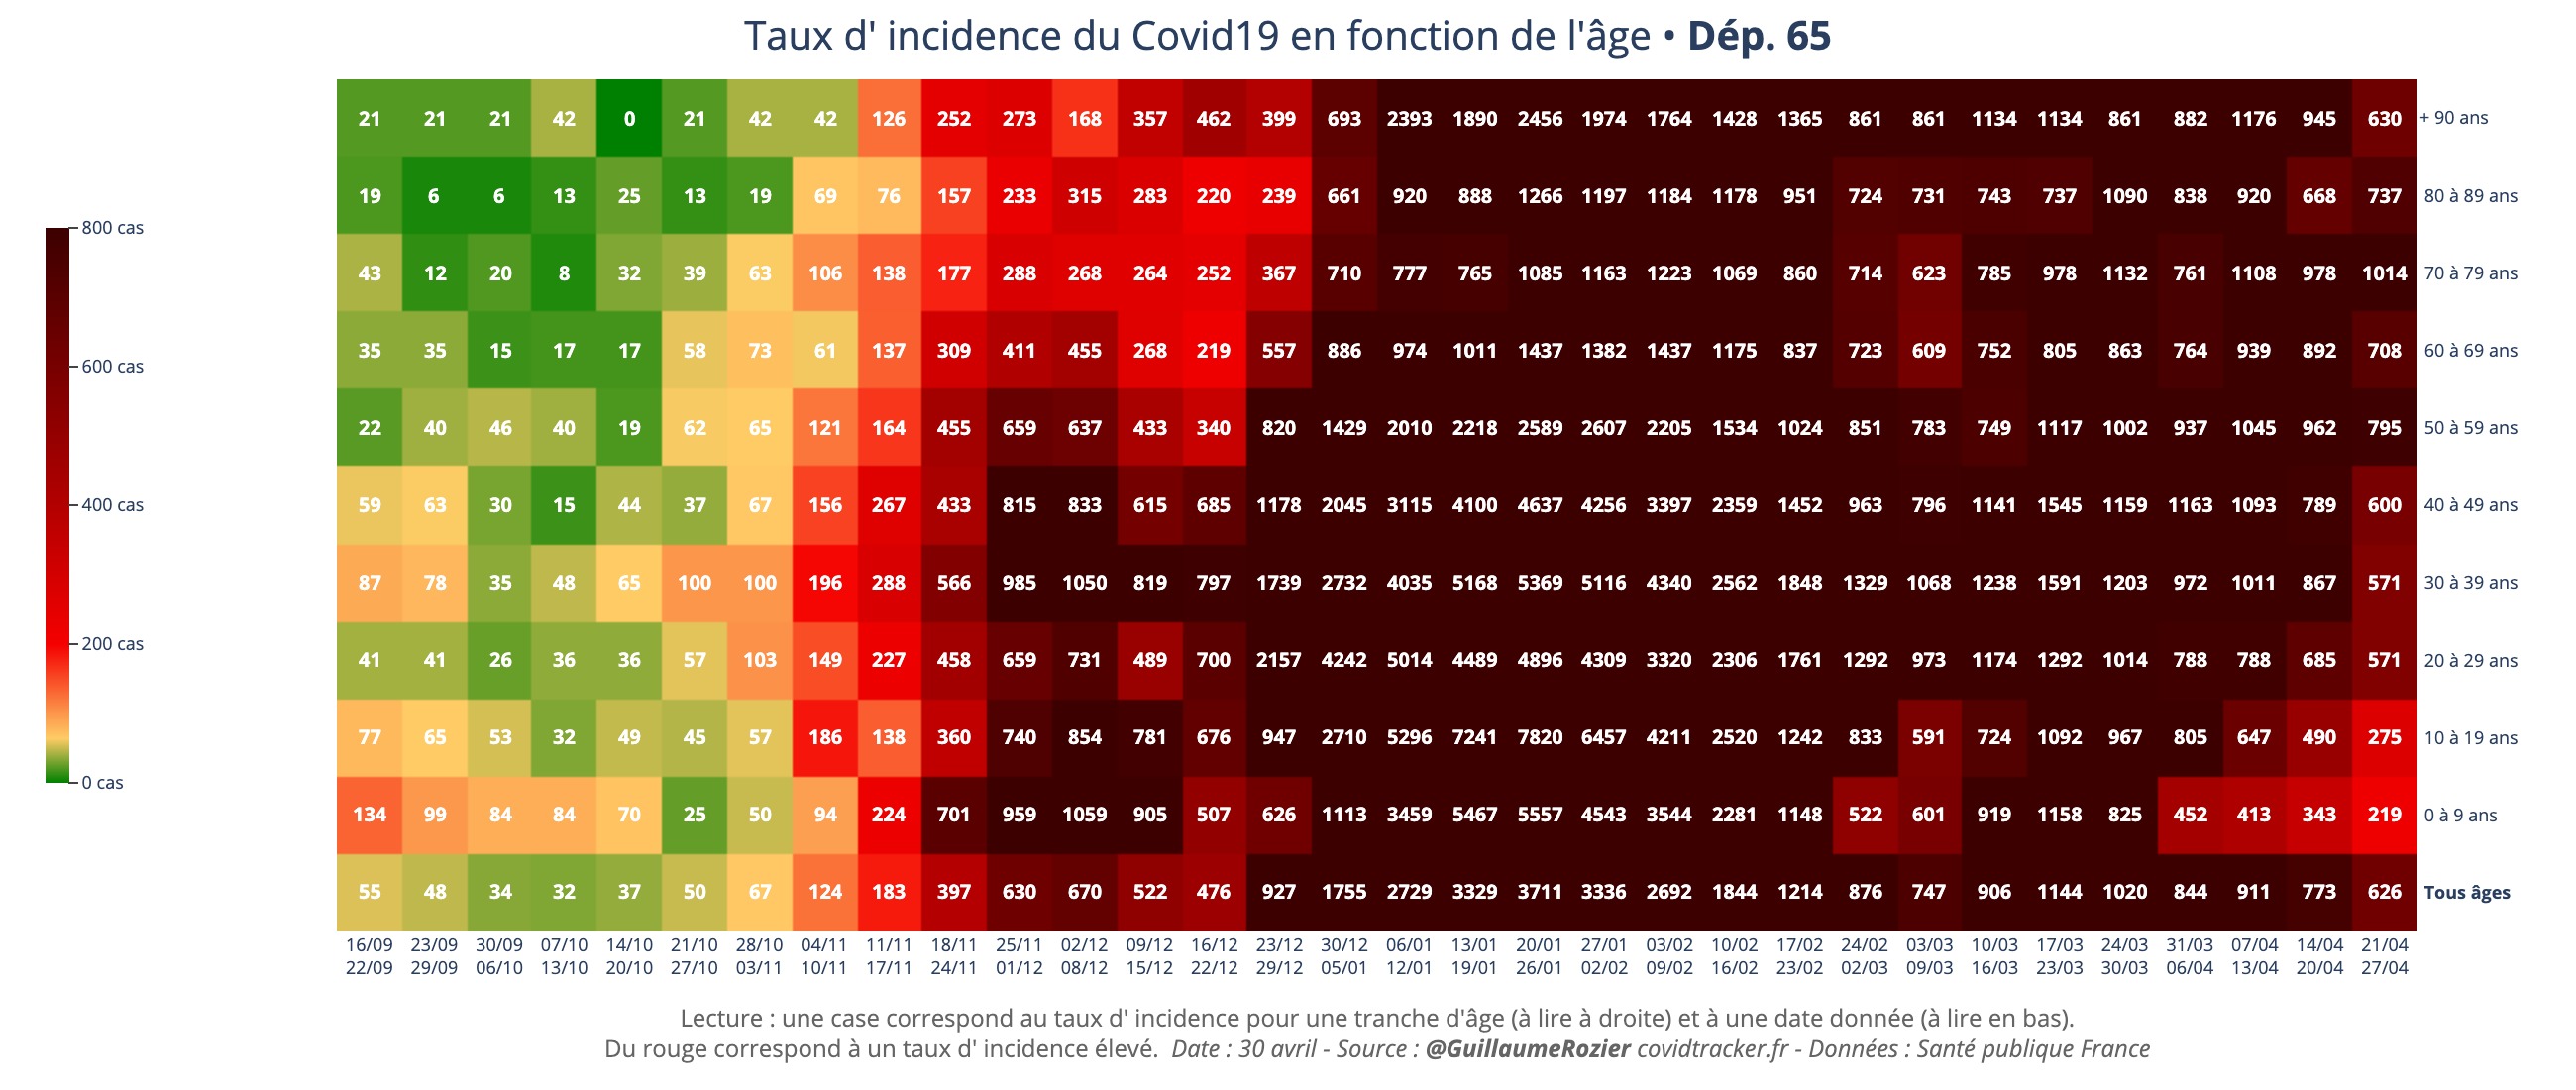 Taux d' incidence du Covid19 en fonction de l'âge • Dép. 65
800 cas
600 cas
400 cas
200 cas
0 cas
21 21 21 42 0 21 42 42 126 252 273 168 357 462 399 693 2393 1890 2456 1974 1764 1428 1365 861 861 1134 1134 861 882 1176 945 630 + 90 ans
19 6 6 13 25 13 19 69 76 157 233 315 283 220 239 661 920 888 1266 1197 1184 1178 951 724 731 743 737 1090 838 920 668 737 80 à 89 ans
43 12 20 8 32 39 63 106 138 177 288 268 264 252 367 710 777 765 1085 1163 1223 1069 860 714 623 785 978 1132 761 1108 978 1014 70 à 79 ans
35 35 15 17 17 58 73 61 137 309 411 455 268 219 557 886 974 1011 1437 1382 1437 1175 837 723 609 752 805 863 764 939 892 708 60 à 69 ans
22 40 46 40 19 62 65 121 164 455 659 637 433 340 820 1429 2010 2218 2589 2607 2205 1534 1024 851 783 749 1117 1002 937 1045 962 795 50 à 59 ans
59 63 30 15 44 37 67 156 267 433 815 833 615 685 1178 2045 3115 4100 4637 4256 3397 2359 1452 963 796 1141 1545 1159 1163 1093 789 600 40 à 49 ans
87 78 35 48 65 100 100 196 288 566 985 1050 819 797 1739 2732 4035 5168 5369 5116 4340 2562 1848 1329 1068 1238 1591 1203 972 1011 867 571 30 à 39 ans
41 41 26 36 36 57 103 149 227 458 659 731 489 700 2157 4242 5014 4489 4896 4309 3320 2306 1761 1292 973 1174 1292 1014 788 788 685 571 20 à 29 ans
77 65 53 32 49 45 57 186 138 360 740 854 781 676 947 2710 5296 7241 7820 6457 4211 2520 1242 833 591 724 1092 967 805 647 490 275 10 à 19 ans
134 99 84 84 70 25 50 94 224 701 959 1059 905 507 626 1113 3459 5467 5557 4543 3544 2281 1148 522 601 919 1158 825 452 413 343 219 0 à 9 ans
55 48 34 32 37 50 67 124 183 397 630 670 522 476 927 1755 2729 3329 3711 3336 2692 1844 1214 876 747 906 1144 1020 844 911 773 626 Tous âges
16/09 23/09 30/09 07/10 14/10 21/10 28/10 04/11 11/11 18/11 25/11 02/12 09/12 16/12 23/12 30/12 06/01 13/01 20/01 27/01 03/02 10/02 17/02 24/02 03/03 10/03 17/03 24/03 31/03 07/04 14/04 21/04
22/09 29/09 06/10 13/10 20/10 27/10 03/11 10/11 17/11 24/11 01/12 08/12 15/12 22/12 29/12 05/01 12/01 19/01 26/01 02/02 09/02 16/02 23/02 02/03 09/03 16/03 23/03 30/03 06/04 13/04 20/04 27/04
Lecture : une case correspond au taux d' incidence pour une tranche d'âge (à lire à droite) et à une date donnée (à lire en bas).
Du rouge correspond à un taux d' incidence élevé. Date : 30 avril - Source : @GuillaumeRozier covidtracker.fr - Données : Santé publique France